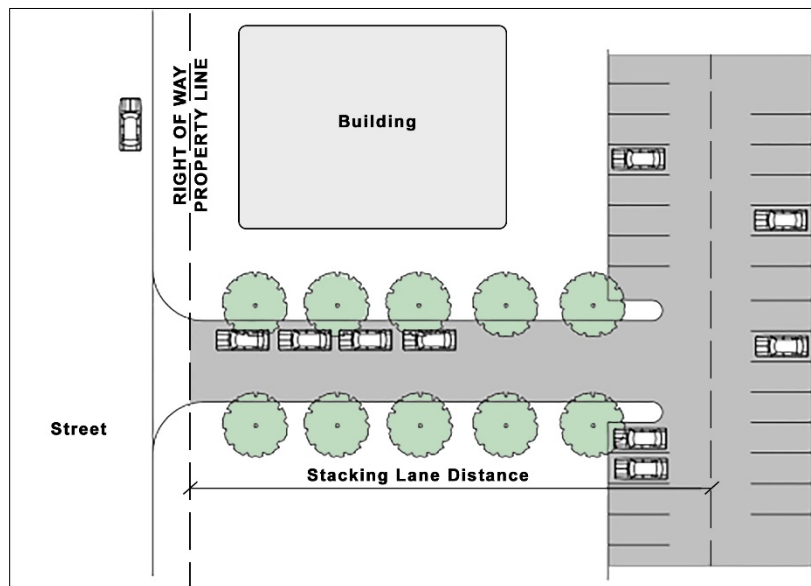 RIGHT OF WAY
PROPERTY LINE
Building
Street
Stacking Lane Distance